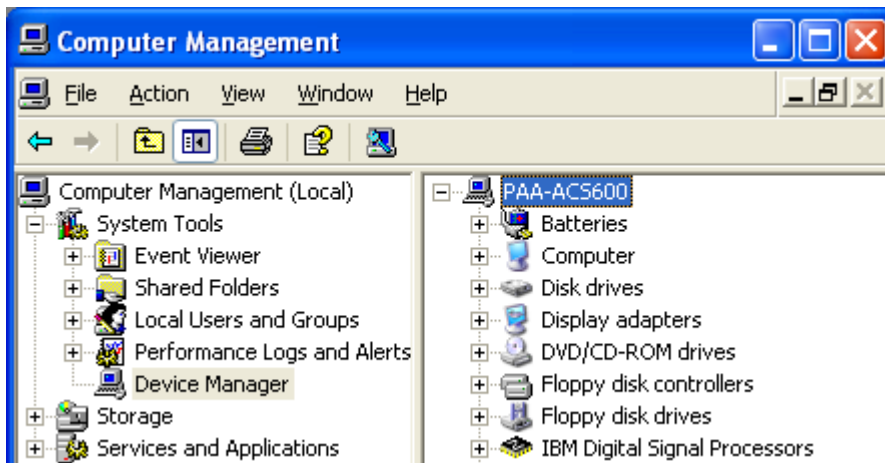 Computer Management
File Action View Window Help
Computer Management (Local)
System Tools
Event Viewer
Shared Folders
Local Users and Groups
Performance Logs and Alerts
Device Manager
Storage
Services and Applications
PAA-ACS600
Batteries
Computer
Disk drives
Display adapters
DVD/CD-ROM drives
Floppy disk controllers
Floppy disk drives
IBM Digital Signal Processors